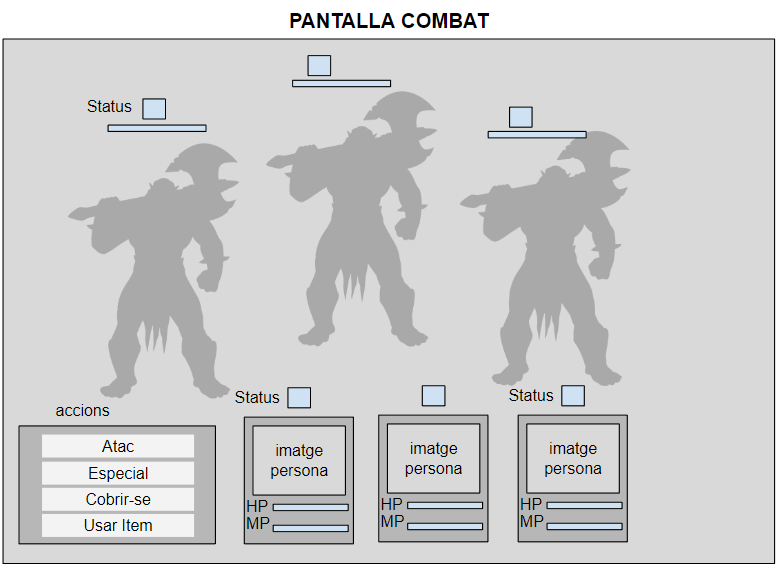 PANTALLA COMBAT
Status
Status
Status
accions
Atac
Especial
Cobrir-se
Usar Item
imatge
persona
HP
MP
imatge
persona
HP
MP
imatge
persona
HP
MP